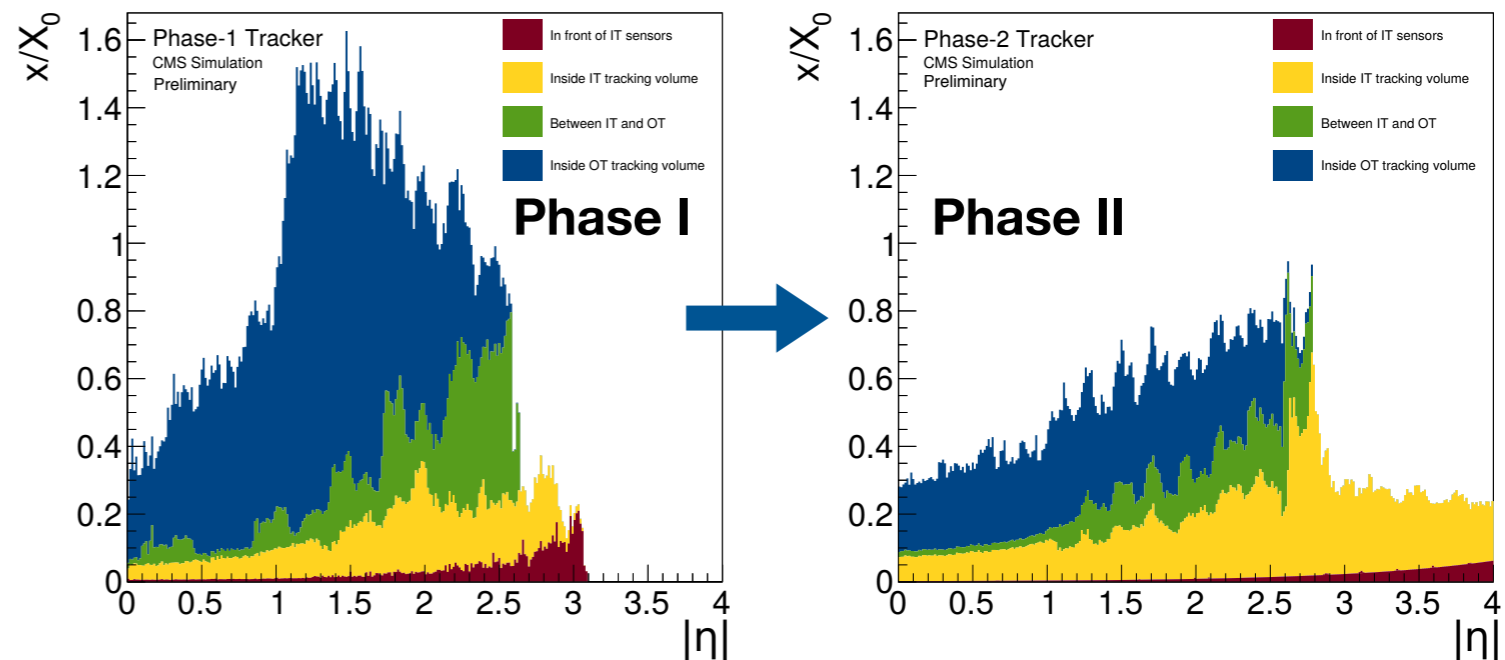 x/X0
1.6
1.4
1.2
1
0.8
0.6
0.4
0.2
0
Phase-1 Tracker
CMS Simulation
Preliminary
In front of IT sensors
Inside IT tracking volume
Between IT and OT
Inside OT tracking volume
Phase I
0 0.5 1 1.5 2 2.5 3 3.5 4
|η|
x/X0
1.6
1.4
1.2
1
0.8
0.6
0.4
0.2
0
Phase-2 Tracker
CMS Simulation
Preliminary
In front of IT sensors
Inside IT tracking volume
Between IT and OT
Inside OT tracking volume
Phase II
0 0.5 1 1.5 2 2.5 3 3.5 4
|η|